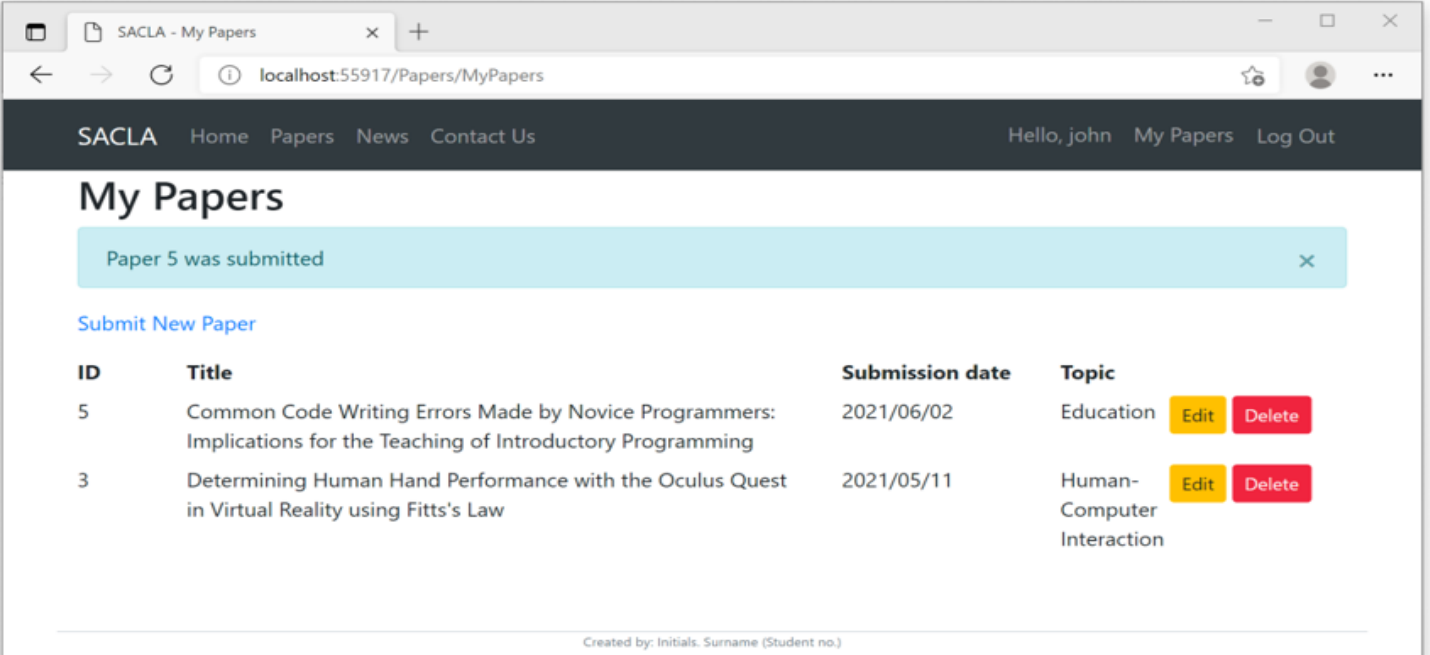 SACLA - My Papers
localhost:55917/Papers/MyPapers
SACLA Home Papers News Contact Us Hello, john My Papers Log Out
My Papers
Paper 5 was submitted
Submit New Paper
ID Title Submission date Topic
5 Common Code Writing Errors Made by Novice Programmers: 2021/06/02 Education Edit Delete
Implications for the Teaching of Introductory Programming
3 Determining Human Hand Performance with the Oculus Quest 2021/05/11 Human- Edit Delete
in Virtual Reality using Fitts's Law Computer
Interaction
Created by: Initials. Surname (Student no.)